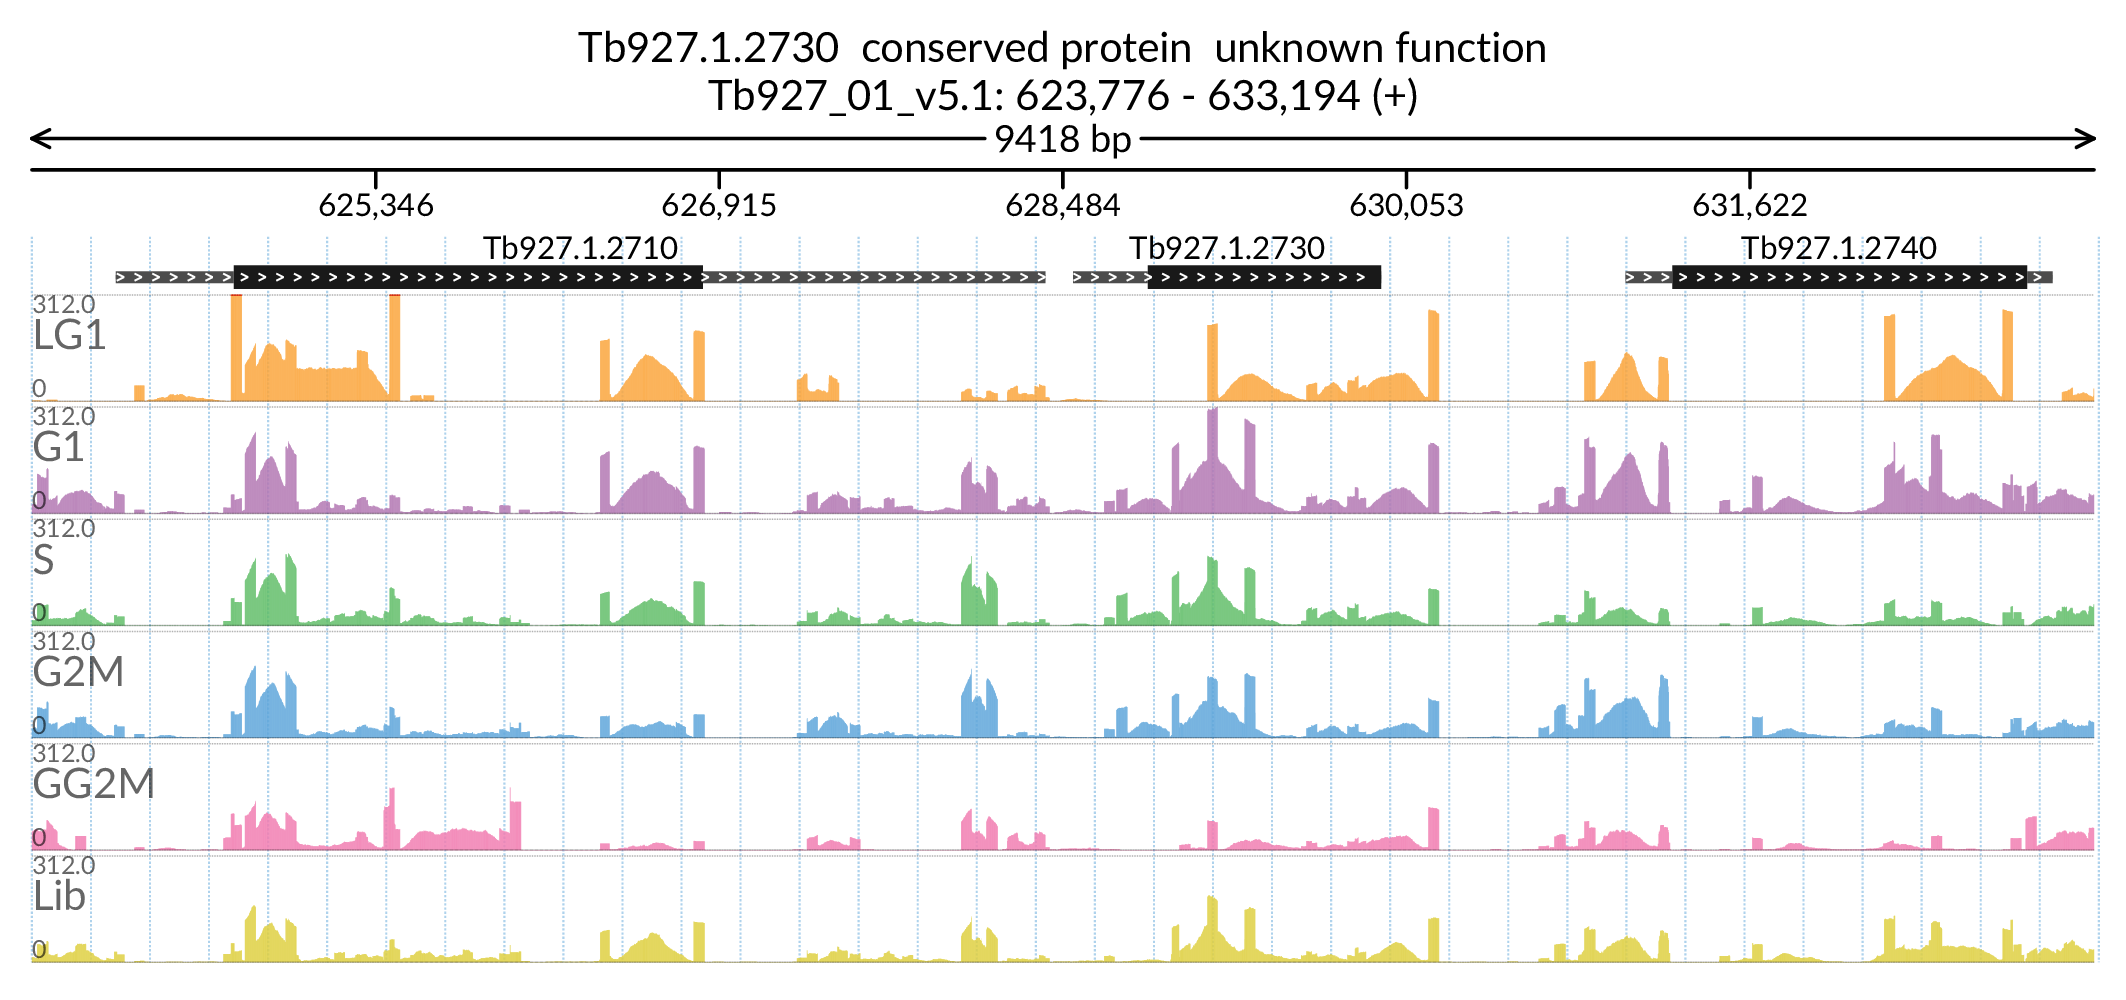 Tb927.1.2730  conserved protein  unknown function
Tb927_01_v5.1: 623,776 - 633,194 (+)
9418 bp
625,346 626,915 628,484 630,053 631,622
Tb927.1.2710 Tb927.1.2730 Tb927.1.2740
312.0
LG1
0
312.0
G1
0
312.0
S
0
312.0
G2M
0
312.0
GG2M
0
312.0
Lib
0